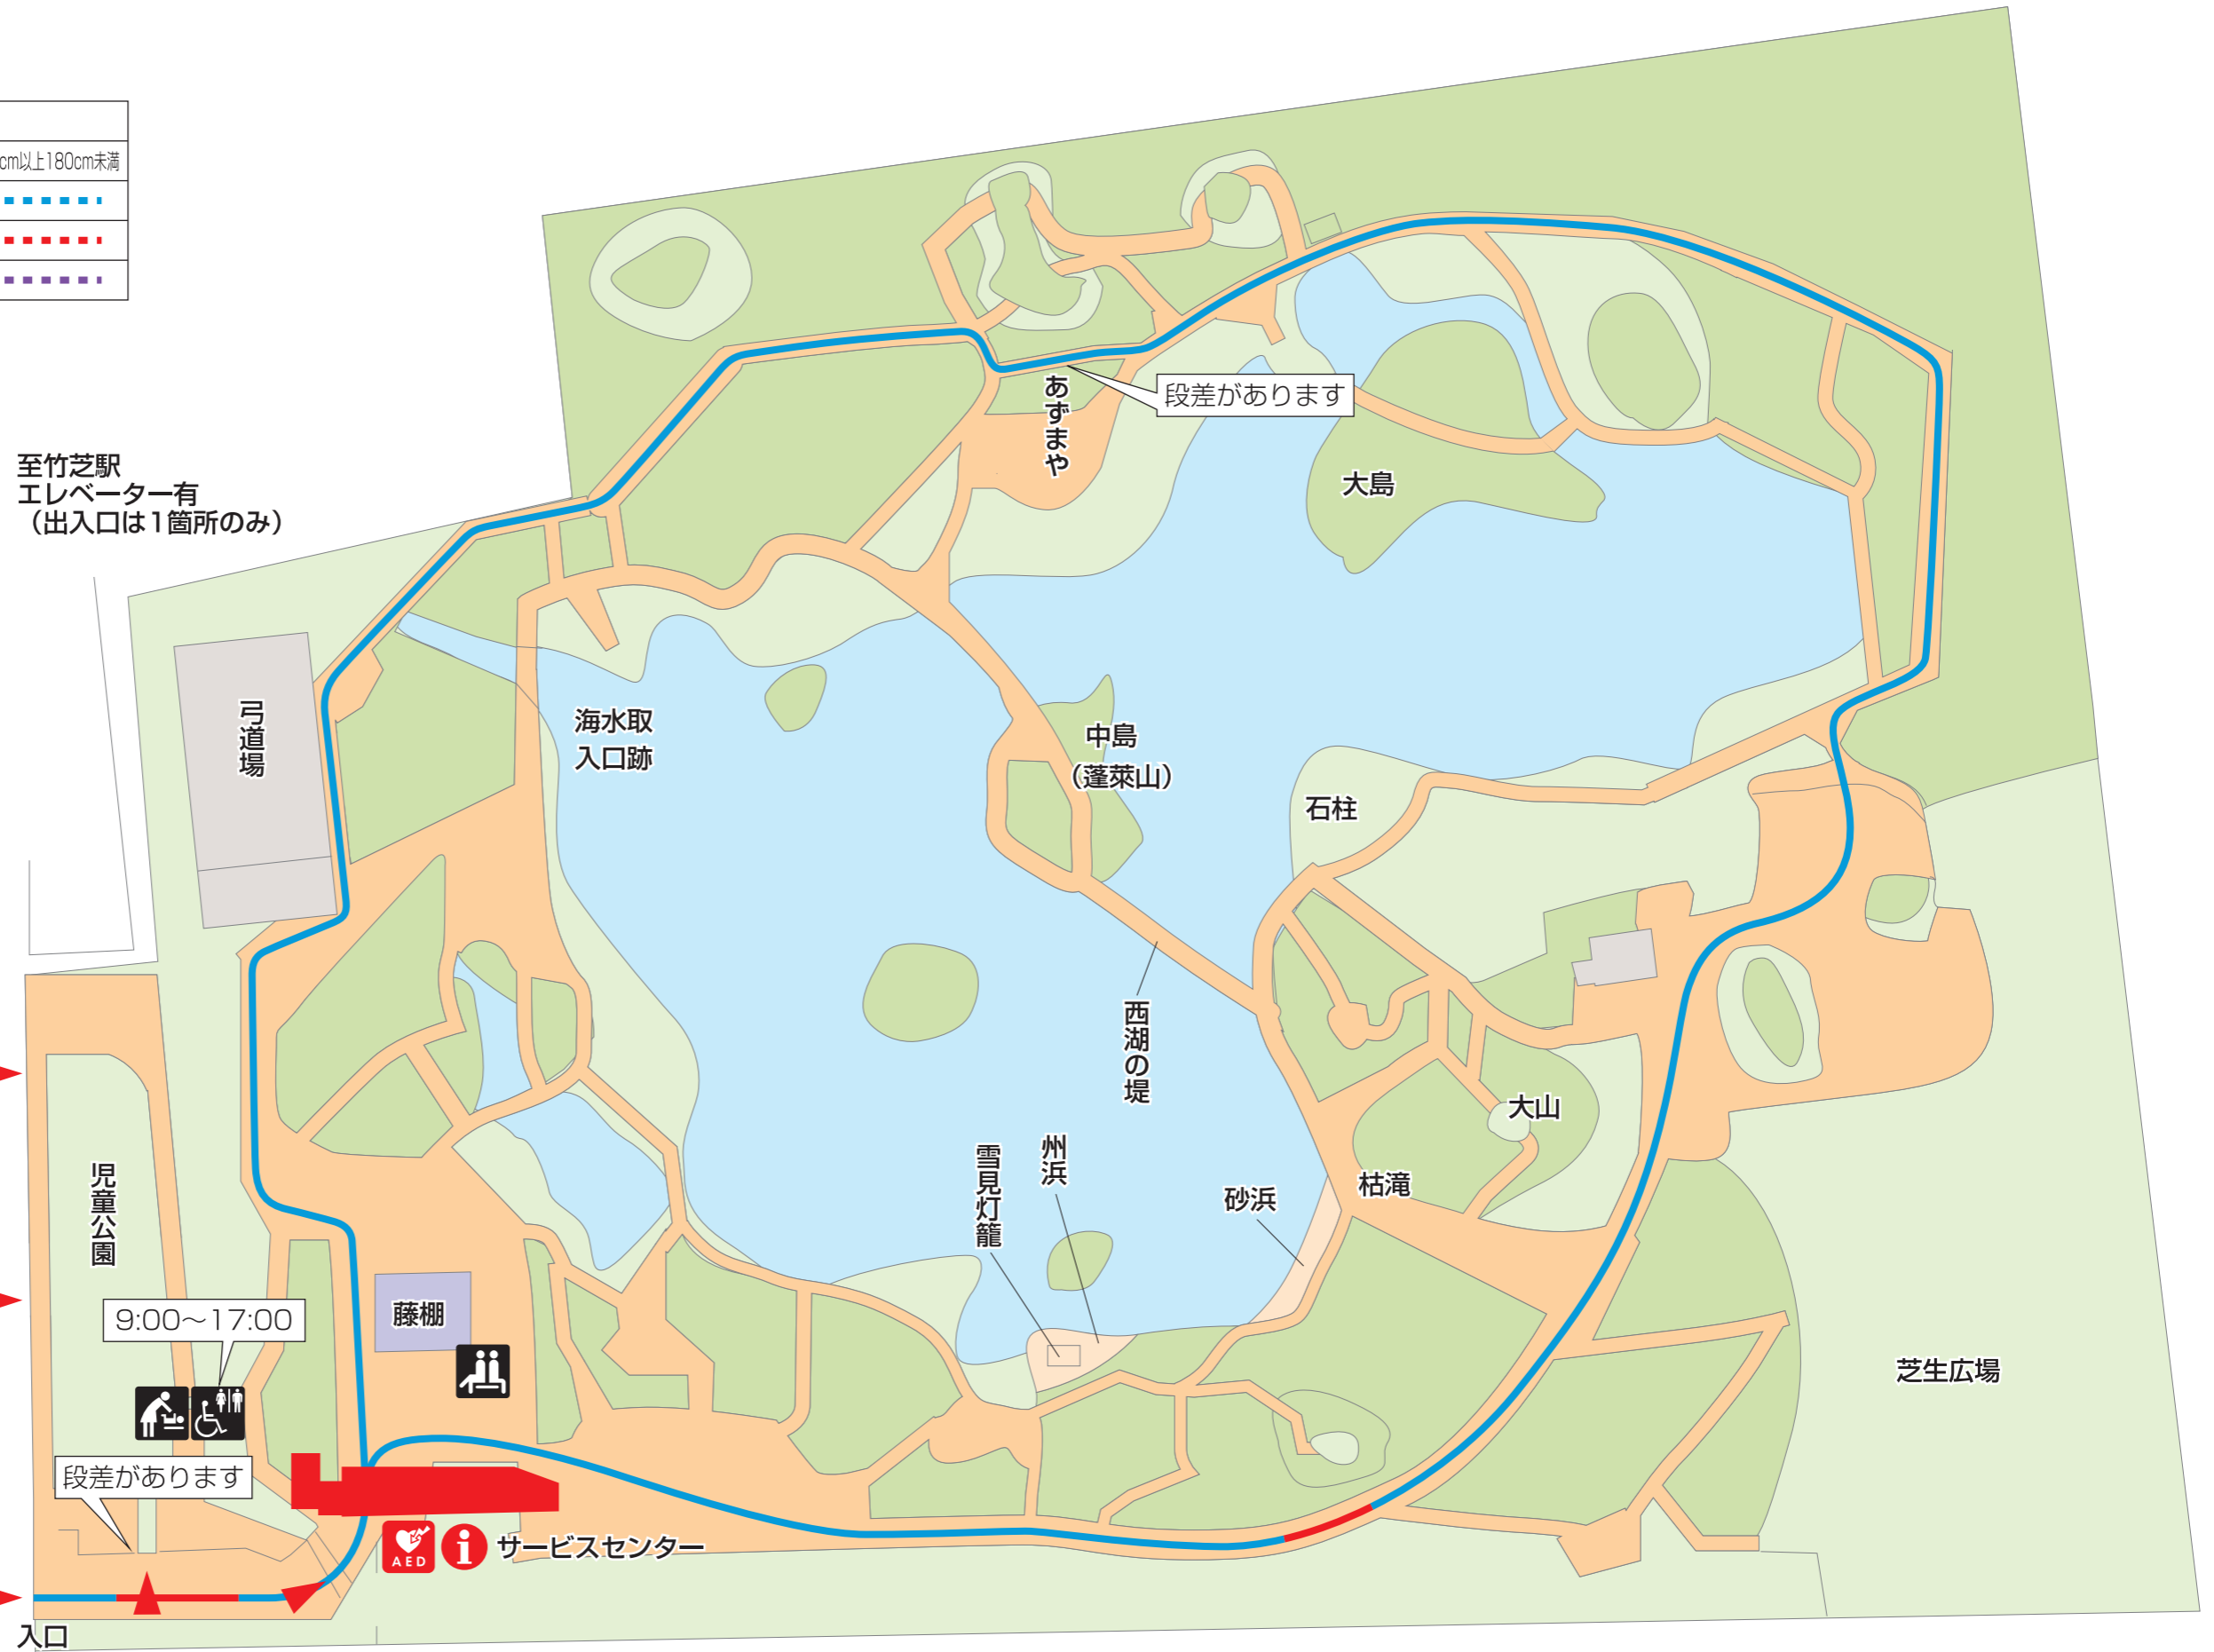 cm以上180cm未満
至竹芝駅
エレベーター有
（出入口は1箇所のみ）
段差があります
あずまや
大島
弓道場
海水取
入口跡
中島
（蓬莱山）
石柱
西湖の堤
大山
児童公園
雪見灯籠
州浜
砂浜
枯滝
9:00〜17:00
藤棚
芝生広場
段差があります
AED
サービスセンター
入口